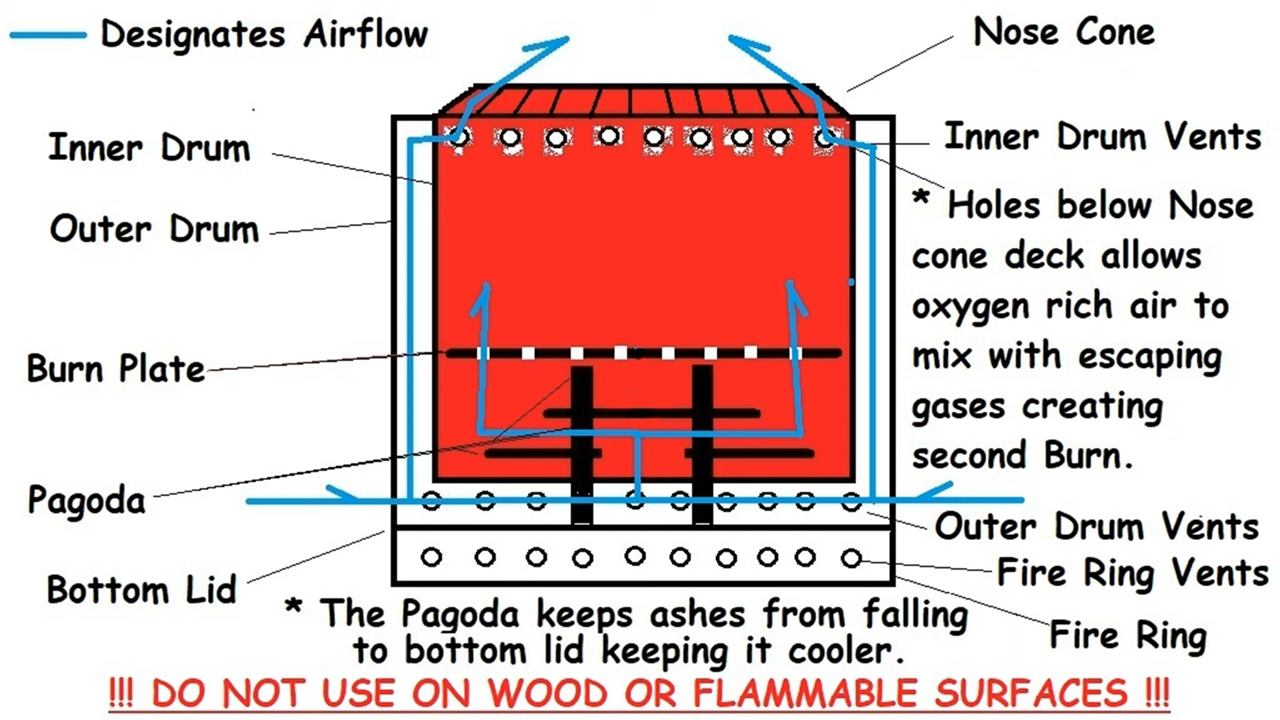 Designates Airflow
Nose Cone
Inner Drum
Inner Drum Vents
Outer Drum
* Holes below Nose
cone deck allows
oxygen rich air to
mix with escaping
gases creating
second Burn.
Burn Plate
Pagoda
Outer Drum Vents
Fire Ring Vents
Bottom Lid
Fire Ring
* The Pagoda keeps ashes from falling
to bottom lid keeping it cooler.
!!! DO NOT USE ON WOOD OR FLAMMABLE SURFACES !!!